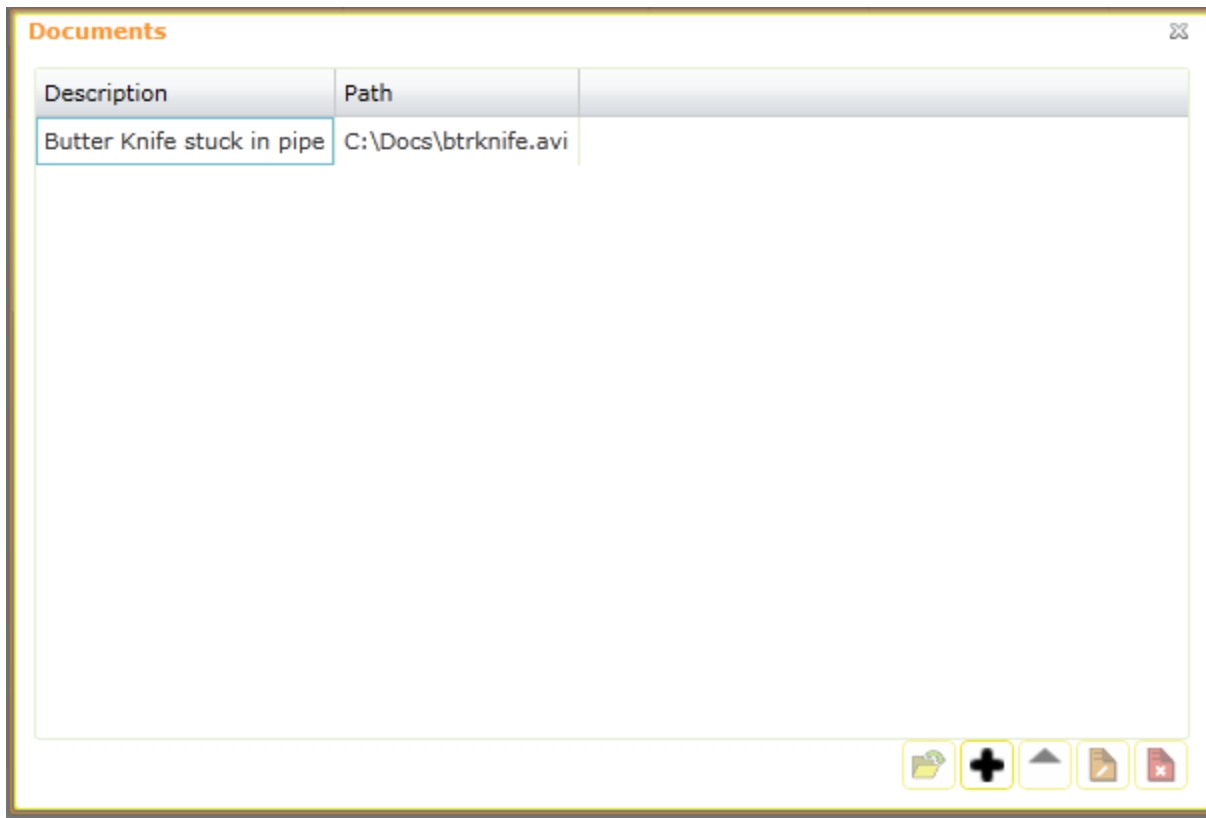 Documents
Description Path
Butter Knife stuck in pipe C:\Docs\btrknife.avi